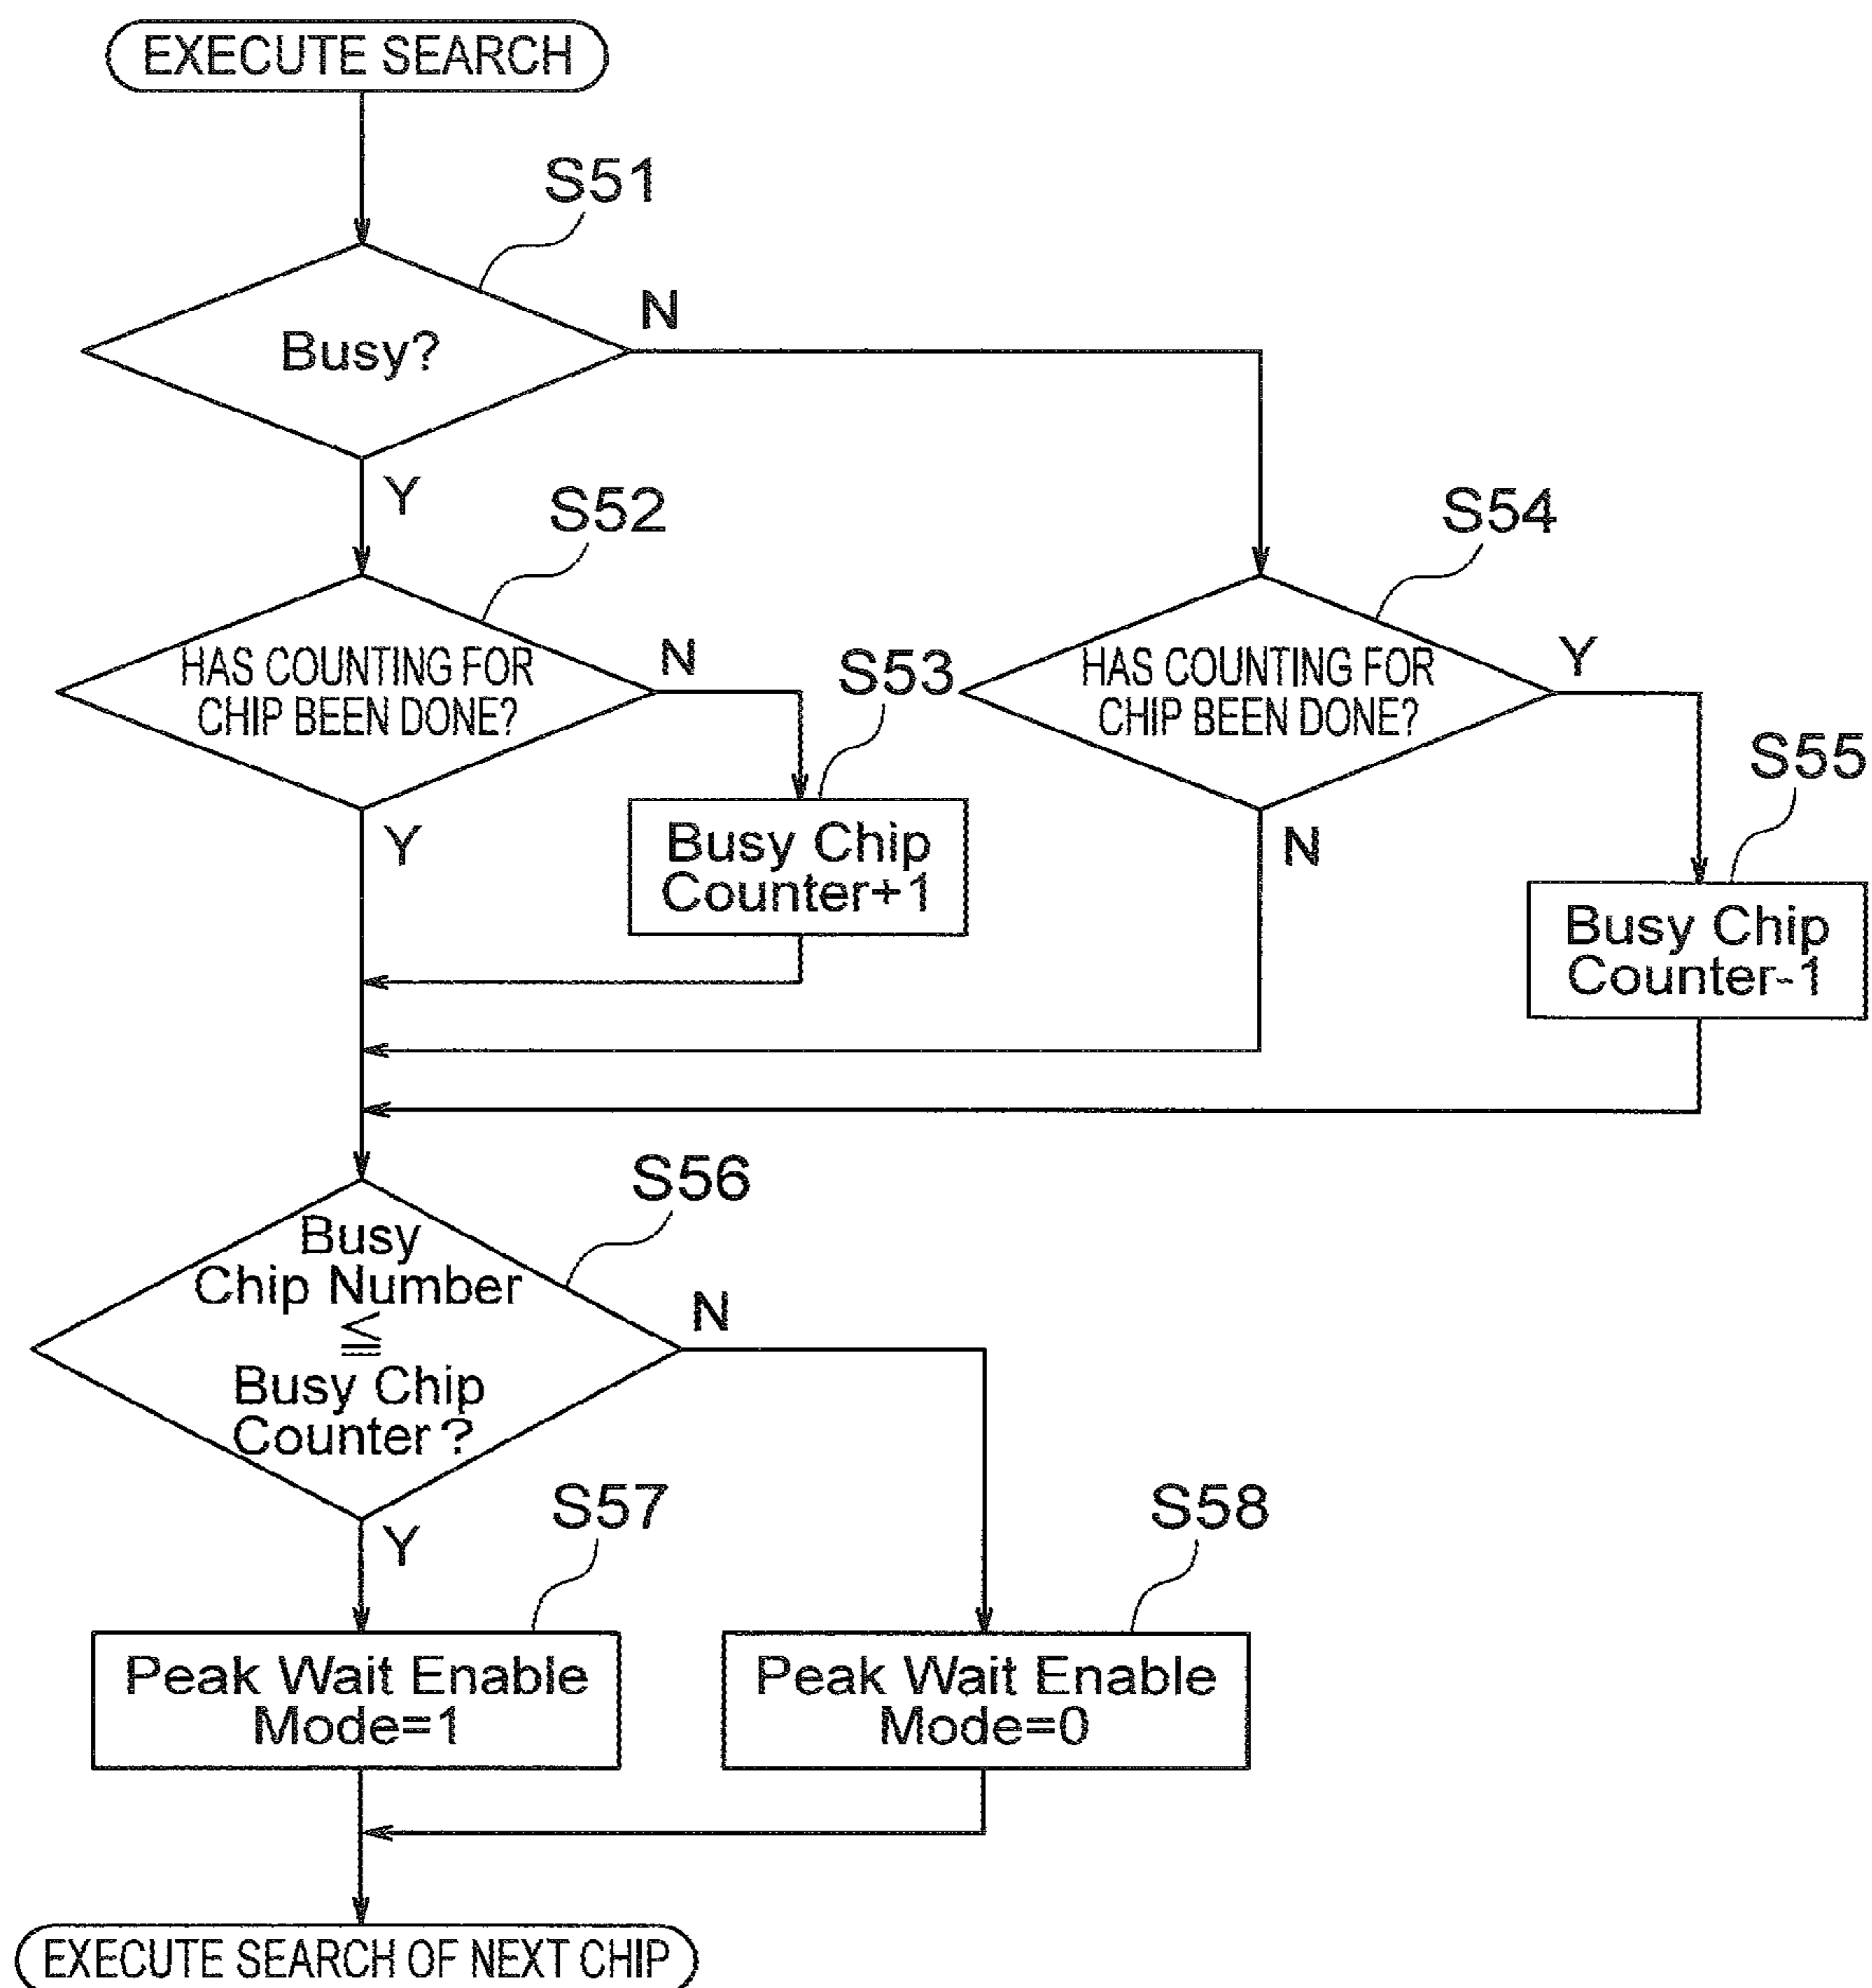 EXECUTE SEARCH
S51
Busy?
N
Y
S52
S54
HAS COUNTING FOR
CHIP BEEN DONE?
N
S53
HAS COUNTING FOR
CHIP BEEN DONE?
Y
S55
Y
Busy Chip
Counter+1
N
Busy Chip
Counter-1
S56
Busy
Chip Number
≦
Busy Chip
Counter?
N
Y
S57
S58
Peak Wait Enable
Mode=1
Peak Wait Enable
Mode=0
EXECUTE SEARCH OF NEXT CHIP